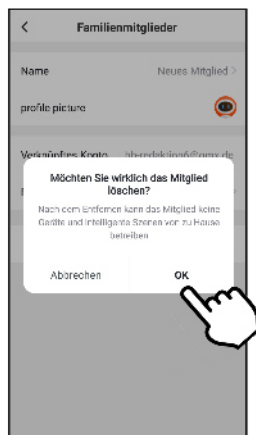 Familienmitglieder
Name Neues Mitglied
profile picture
Verknüpftes Konto
Möchten Sie wirklich das Mitglied
löschen?
Nach dem Entfernen kann das Mitglied keine
Geräte und intelligente Szenen von zu Hause
betreiben
Abbrechen OK